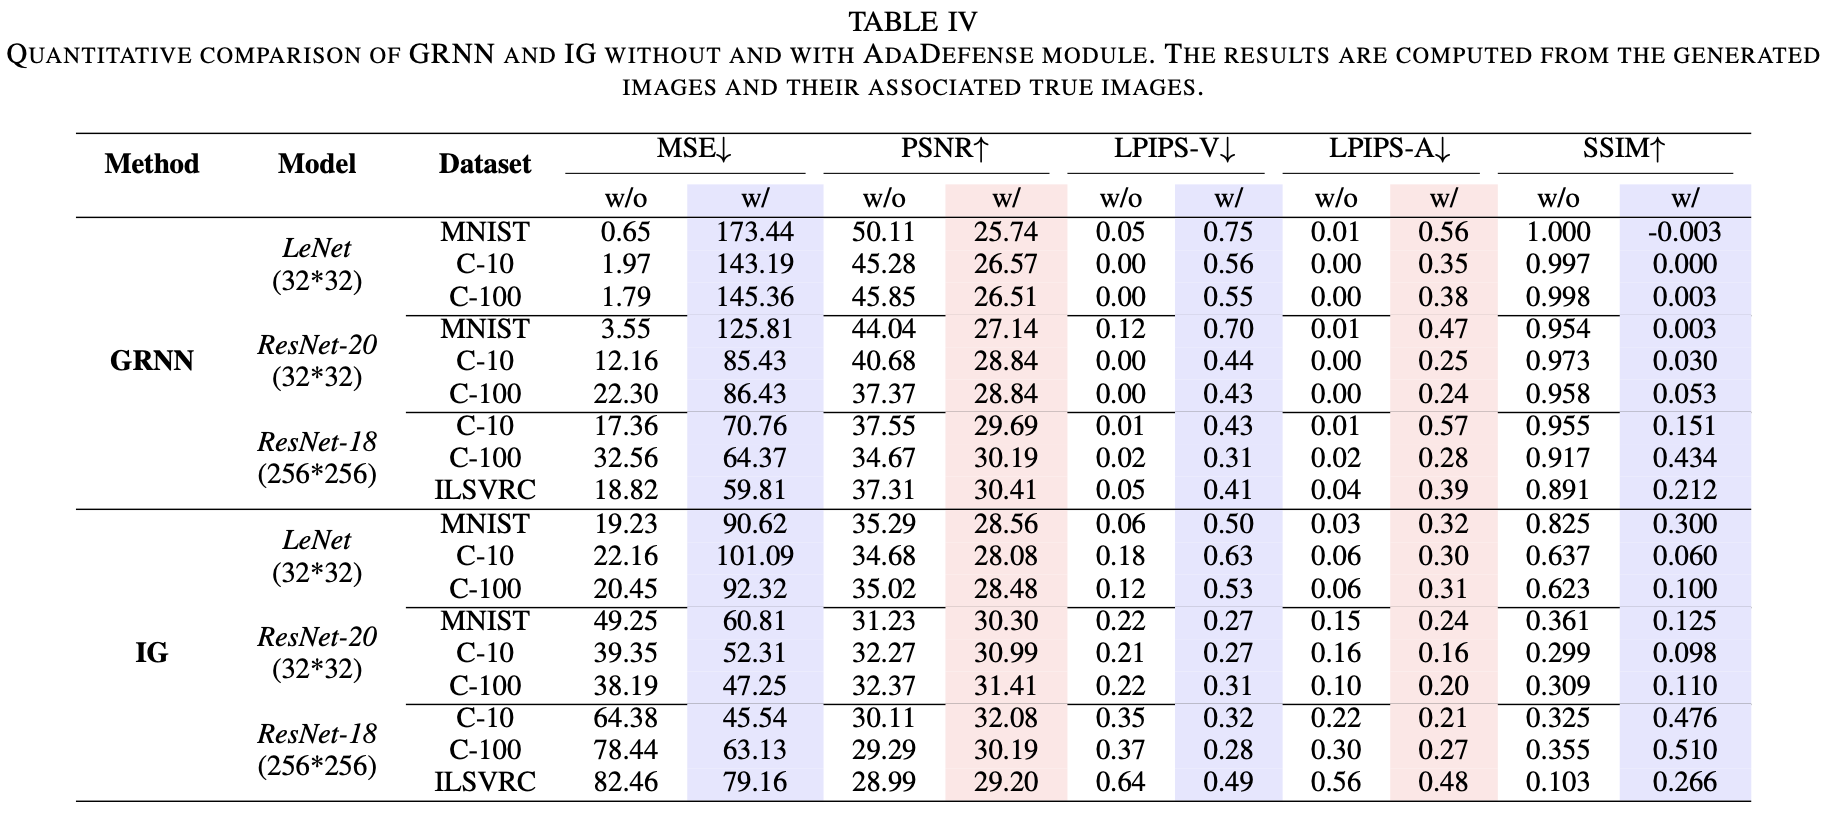 TABLE IV
QUANTITATIVE COMPARISON OF GRNN AND IG WITHOUT AND WITH ADADEFENSE MODULE. THE RESULTS ARE COMPUTED FROM THE GENERATED
IMAGES AND THEIR ASSOCIATED TRUE IMAGES.
Method Model Dataset MSE↓ PSNR↑ LPIPS-V↓ LPIPS-A↓ SSIM↑
w/o w/ w/o w/ w/o w/ w/o w/ w/o w/
GRNN LeNet (32*32) MNIST 0.65 173.44 50.11 25.74 0.05 0.75 0.01 0.56 1.000 -0.003
C-10 1.97 143.19 45.28 26.57 0.00 0.56 0.00 0.35 0.997 0.000
C-100 1.79 145.36 45.85 26.51 0.00 0.55 0.00 0.38 0.998 0.003
ResNet-20 (32*32) MNIST 3.55 125.81 44.04 27.14 0.12 0.70 0.01 0.47 0.954 0.003
C-10 12.16 85.43 40.68 28.84 0.00 0.44 0.00 0.25 0.973 0.030
C-100 22.30 86.43 37.37 28.84 0.00 0.43 0.00 0.24 0.958 0.053
ResNet-18 (256*256) C-10 17.36 70.76 37.55 29.69 0.01 0.43 0.01 0.57 0.955 0.151
C-100 32.56 64.37 34.67 30.19 0.02 0.31 0.02 0.28 0.917 0.434
ILSVRC 18.82 59.81 37.31 30.41 0.05 0.41 0.04 0.39 0.891 0.212
IG LeNet (32*32) MNIST 19.23 90.62 35.29 28.56 0.06 0.50 0.03 0.32 0.825 0.300
C-10 22.16 101.09 34.68 28.08 0.18 0.63 0.06 0.30 0.637 0.060
C-100 20.45 92.32 35.02 28.48 0.12 0.53 0.06 0.31 0.623 0.100
ResNet-20 (32*32) MNIST 49.25 60.81 31.23 30.30 0.22 0.27 0.15 0.24 0.361 0.125
C-10 39.35 52.31 32.27 30.99 0.21 0.27 0.16 0.16 0.299 0.098
C-100 38.19 47.25 32.37 31.41 0.22 0.31 0.10 0.20 0.309 0.110
ResNet-18 (256*256) C-10 64.38 45.54 30.11 32.08 0.35 0.32 0.22 0.21 0.325 0.476
C-100 78.44 63.13 29.29 30.19 0.37 0.28 0.30 0.27 0.355 0.510
ILSVRC 82.46 79.16 28.99 29.20 0.64 0.49 0.56 0.48 0.103 0.266